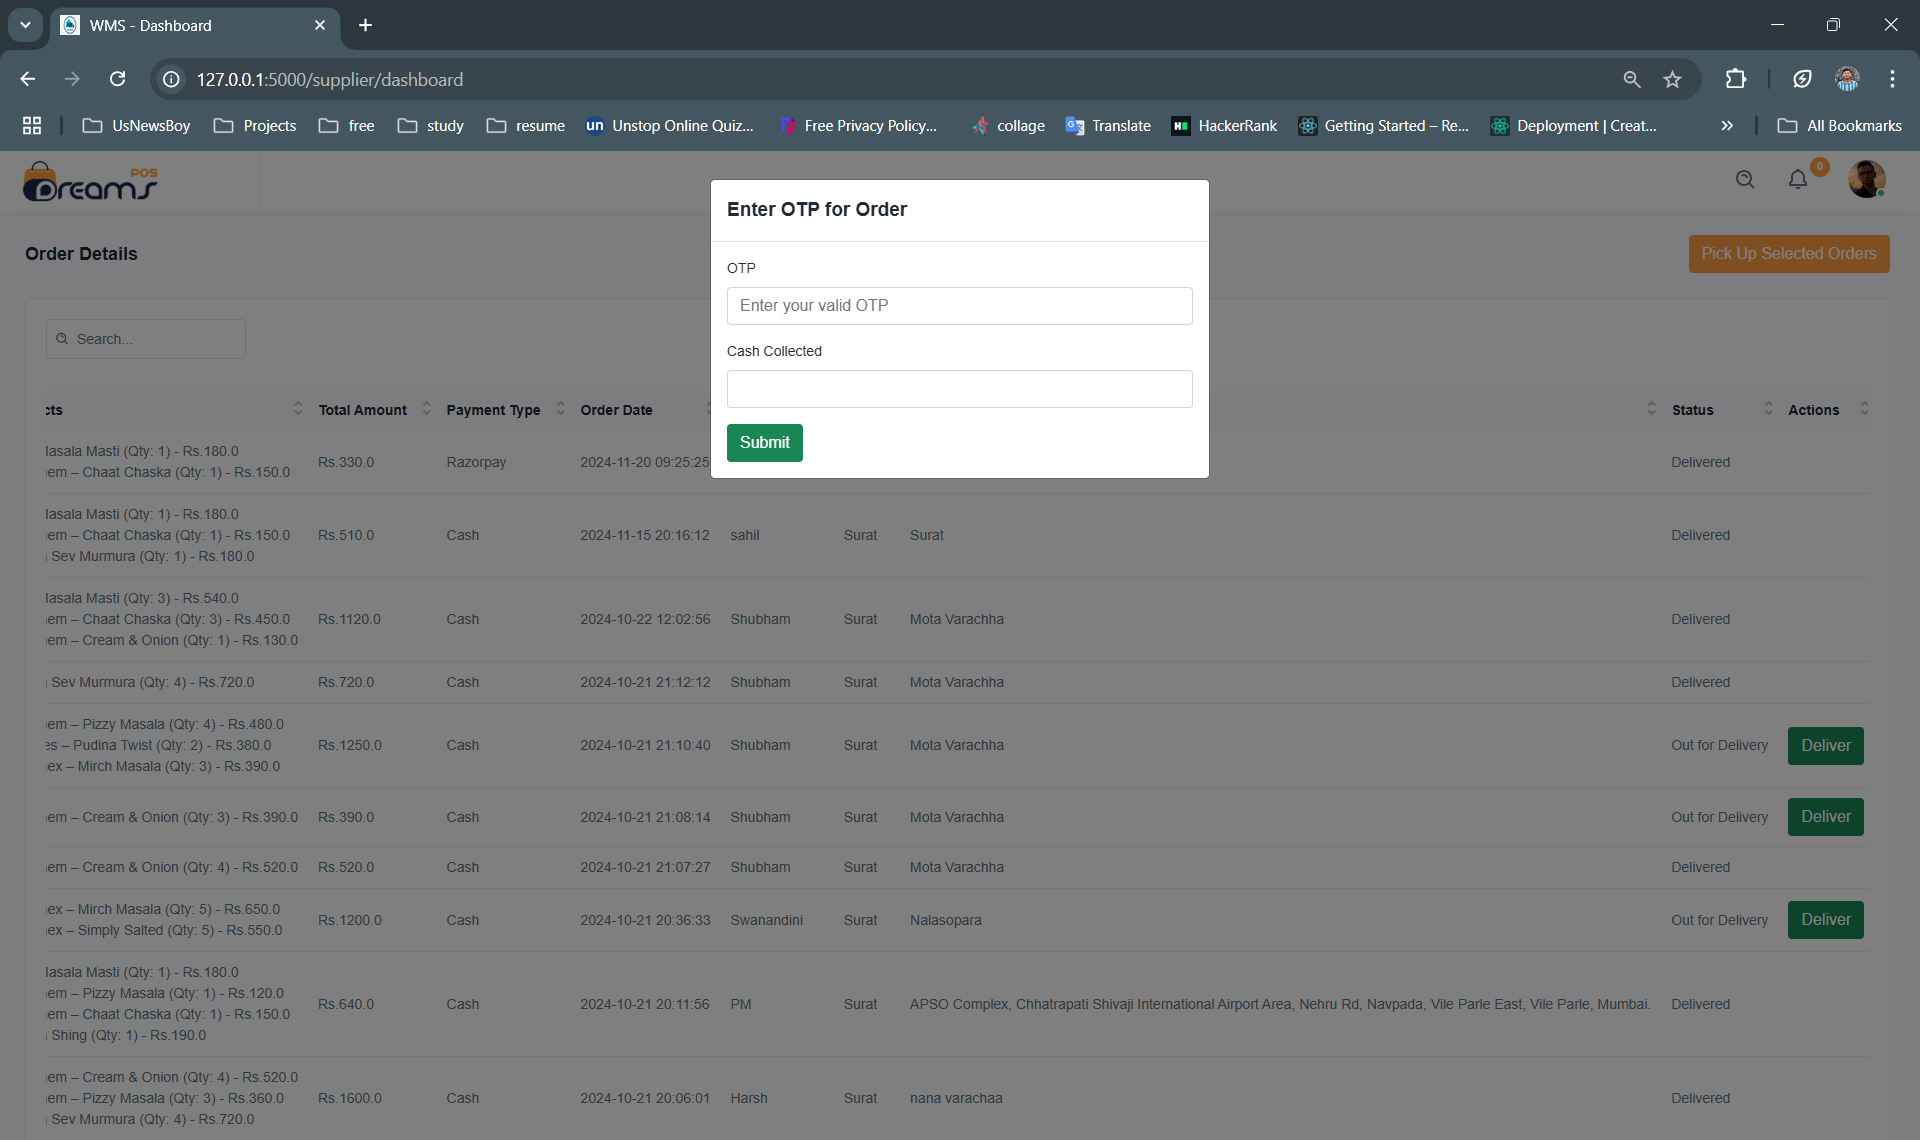 WMS - Dashboard
127.0.0.1:5000/supplier/dashboard
UsNewsBoy Projects free study resume un Unstop Online Quiz... Free Privacy Policy... collage Translate HackerRank Getting Started – Re... Deployment | Creat... » All Bookmarks
Dreams POS
0
Enter OTP for Order
Order Details
Pick Up Selected Orders
OTP
Enter your valid OTP
Search...
Cash Collected
Submit
cts Total Amount Payment Type Order Date Status Actions
Masala Masti (Qty: 1) - Rs.180.0
em – Chaat Chaska (Qty: 1) - Rs.150.0
Rs.330.0 Razorpay 2024-11-20 09:25:25 Delivered
Masala Masti (Qty: 1) - Rs.180.0
em – Chaat Chaska (Qty: 1) - Rs.150.0
Sev Murmura (Qty: 1) - Rs.180.0
Rs.510.0 Cash 2024-11-15 20:16:12 sahil Surat Surat Delivered
Masala Masti (Qty: 3) - Rs.540.0
em – Chaat Chaska (Qty: 3) - Rs.450.0
em – Cream & Onion (Qty: 1) - Rs.130.0
Rs.1120.0 Cash 2024-10-22 12:02:56 Shubham Surat Mota Varachha Delivered
Sev Murmura (Qty: 4) - Rs.720.0 Rs.720.0 Cash 2024-10-21 21:12:12 Shubham Surat Mota Varachha Delivered
em – Pizzy Masala (Qty: 4) - Rs.480.0
es – Pudina Twist (Qty: 2) - Rs.380.0
ex – Mirch Masala (Qty: 3) - Rs.390.0
Rs.1250.0 Cash 2024-10-21 21:10:40 Shubham Surat Mota Varachha Out for Delivery Deliver
em – Cream & Onion (Qty: 3) - Rs.390.0 Rs.390.0 Cash 2024-10-21 21:08:14 Shubham Surat Mota Varachha Out for Delivery Deliver
em – Cream & Onion (Qty: 4) - Rs.520.0 Rs.520.0 Cash 2024-10-21 21:07:27 Shubham Surat Mota Varachha Delivered
ex – Mirch Masala (Qty: 5) - Rs.650.0
ex – Simply Salted (Qty: 5) - Rs.550.0
Rs.1200.0 Cash 2024-10-21 20:36:33 Swanandini Surat Nalasopara Out for Delivery Deliver
Masala Masti (Qty: 1) - Rs.180.0
em – Pizzy Masala (Qty: 1) - Rs.120.0
em – Chaat Chaska (Qty: 1) - Rs.150.0
Shing (Qty: 1) - Rs.190.0
Rs.640.0 Cash 2024-10-21 20:11:56 PM Surat APSO Complex, Chhatrapati Shivaji International Airport Area, Nehru Rd, Navpada, Vile Parle East, Vile Parle, Mumbai. Delivered
em – Cream & Onion (Qty: 4) - Rs.520.0
em – Pizzy Masala (Qty: 3) - Rs.360.0
Sev Murmura (Qty: 4) - Rs.720.0
Rs.1600.0 Cash 2024-10-21 20:06:01 Harsh Surat nana varachaa Delivered